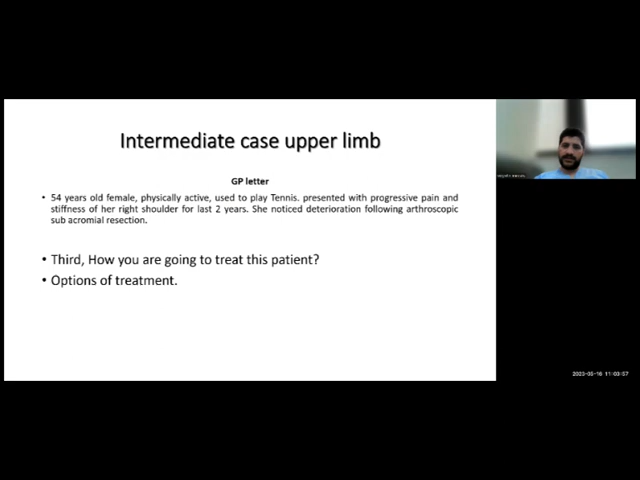 Intermediate case upper limb
GP letter
• 54 years old female, physically active, used to play Tennis. presented with progressive pain and
stiffness of her right shoulder for last 2 years. She noticed deterioration following arthroscopic
sub acromial resection.
• Third, How you are going to treat this patient?
• Options of treatment.
2023-05-16 11:03:57